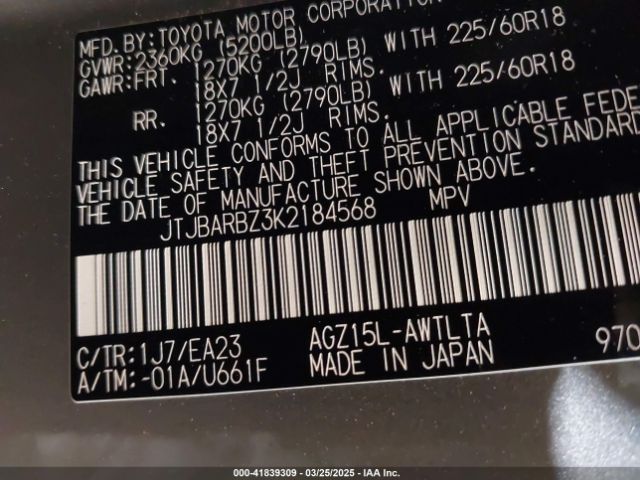 MFD.BY:TOYOTA MOTOR CORPORATION
GVWR:2360KG (5200LB)
GAWR:FRT. 1270KG (2790LB) WITH 225/60R18
18X7 1/2J RIMS.
RR. 1270KG (2790LB) WITH 225/60R18
18X7 1/2J RIMS.
THIS VEHICLE CONFORMS TO ALL APPLICABLE FEDE
VEHICLE SAFETY AND THEFT PREVENTION STANDARD
THE DATE OF MANUFACTURE SHOWN ABOVE.
JTJBARBZ3K2184568 MPV
C/TR:1J7/EA23 AGZ15L-AWTLTA
A/TM:-01A/U661F MADE IN JAPAN 970
000-41839309 - 03/25/2025 - IAA Inc.